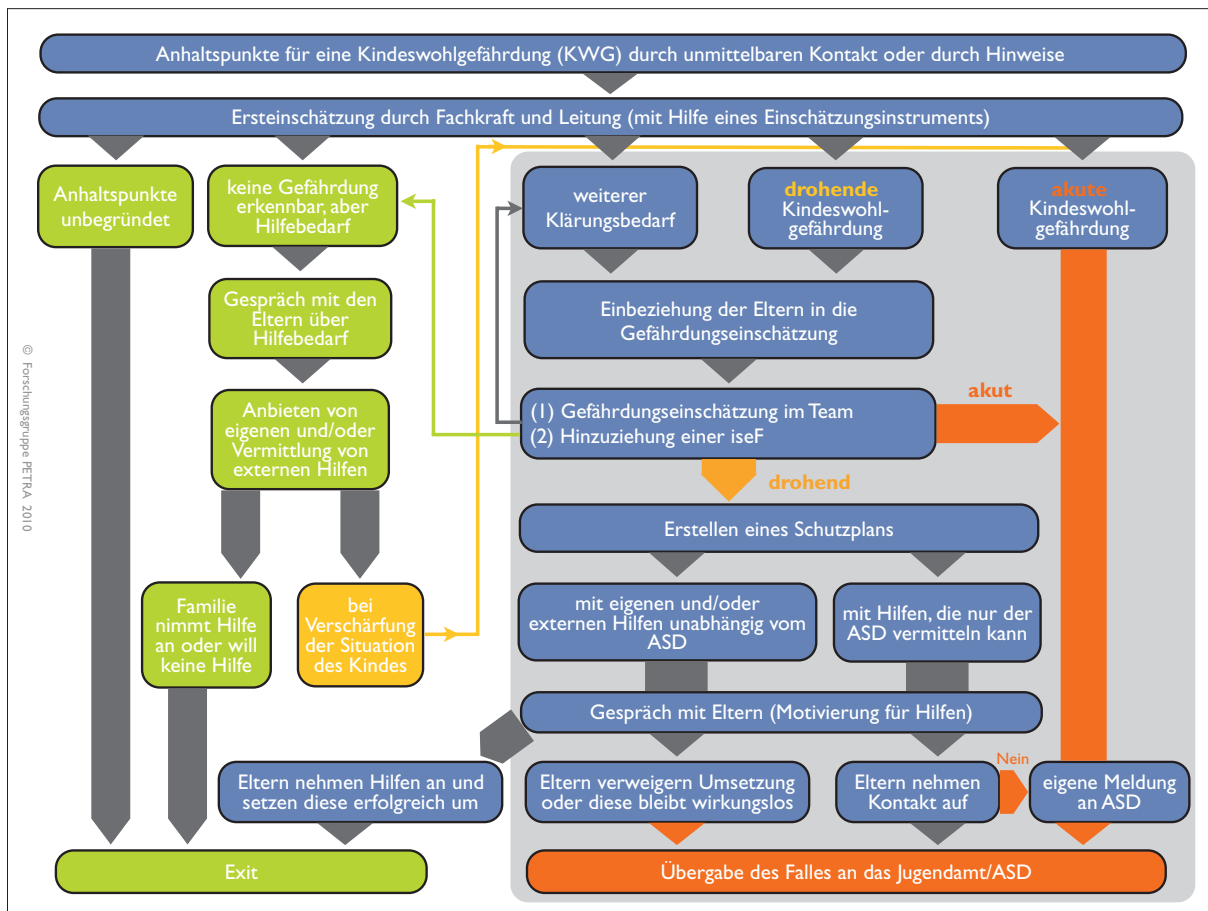 Anhaltspunkte für eine Kindeswohlgefährdung (KWG) durch unmittelbaren Kontakt oder durch Hinweise
Ersteinschätzung durch Fachkraft und Leitung (mit Hilfe eines Einschätzungsinstruments)
Anhaltspunkte
unbegründet
keine Gefährdung
erkennbar, aber
Hilfebedarf
weiterer
Klärungsbedarf
drohende
Kindeswohl-
gefährdung
akute
Kindeswohl-
gefährdung
Gespräch mit den
Eltern über
Hilfebedarf
Einbeziehung der Eltern in die
Gefährdungseinschätzung
Anbieten von
eigenen und/oder
Vermittlung von
externen Hilfen
(1) Gefährdungseinschätzung im Team
(2) Hinzuziehung einer iseF
akut
drohend
Erstellen eines Schutzplans
Familie
nimmt Hilfe
an oder will
keine Hilfe
bei
Verschärfung
der Situation
des Kindes
mit eigenen und/oder
externen Hilfen unabhängig vom
ASD
mit Hilfen, die nur der
ASD vermitteln kann
Gespräch mit Eltern (Motivierung für Hilfen)
Eltern nehmen Hilfen an und
setzen diese erfolgreich um
Eltern verweigern Umsetzung
oder diese bleibt wirkungslos
Eltern nehmen
Kontakt auf
Nein
eigene Meldung
an ASD
Exit
Übergabe des Falles an das Jugendamt/ASD
© Forschungsgruppe PETRA 2010